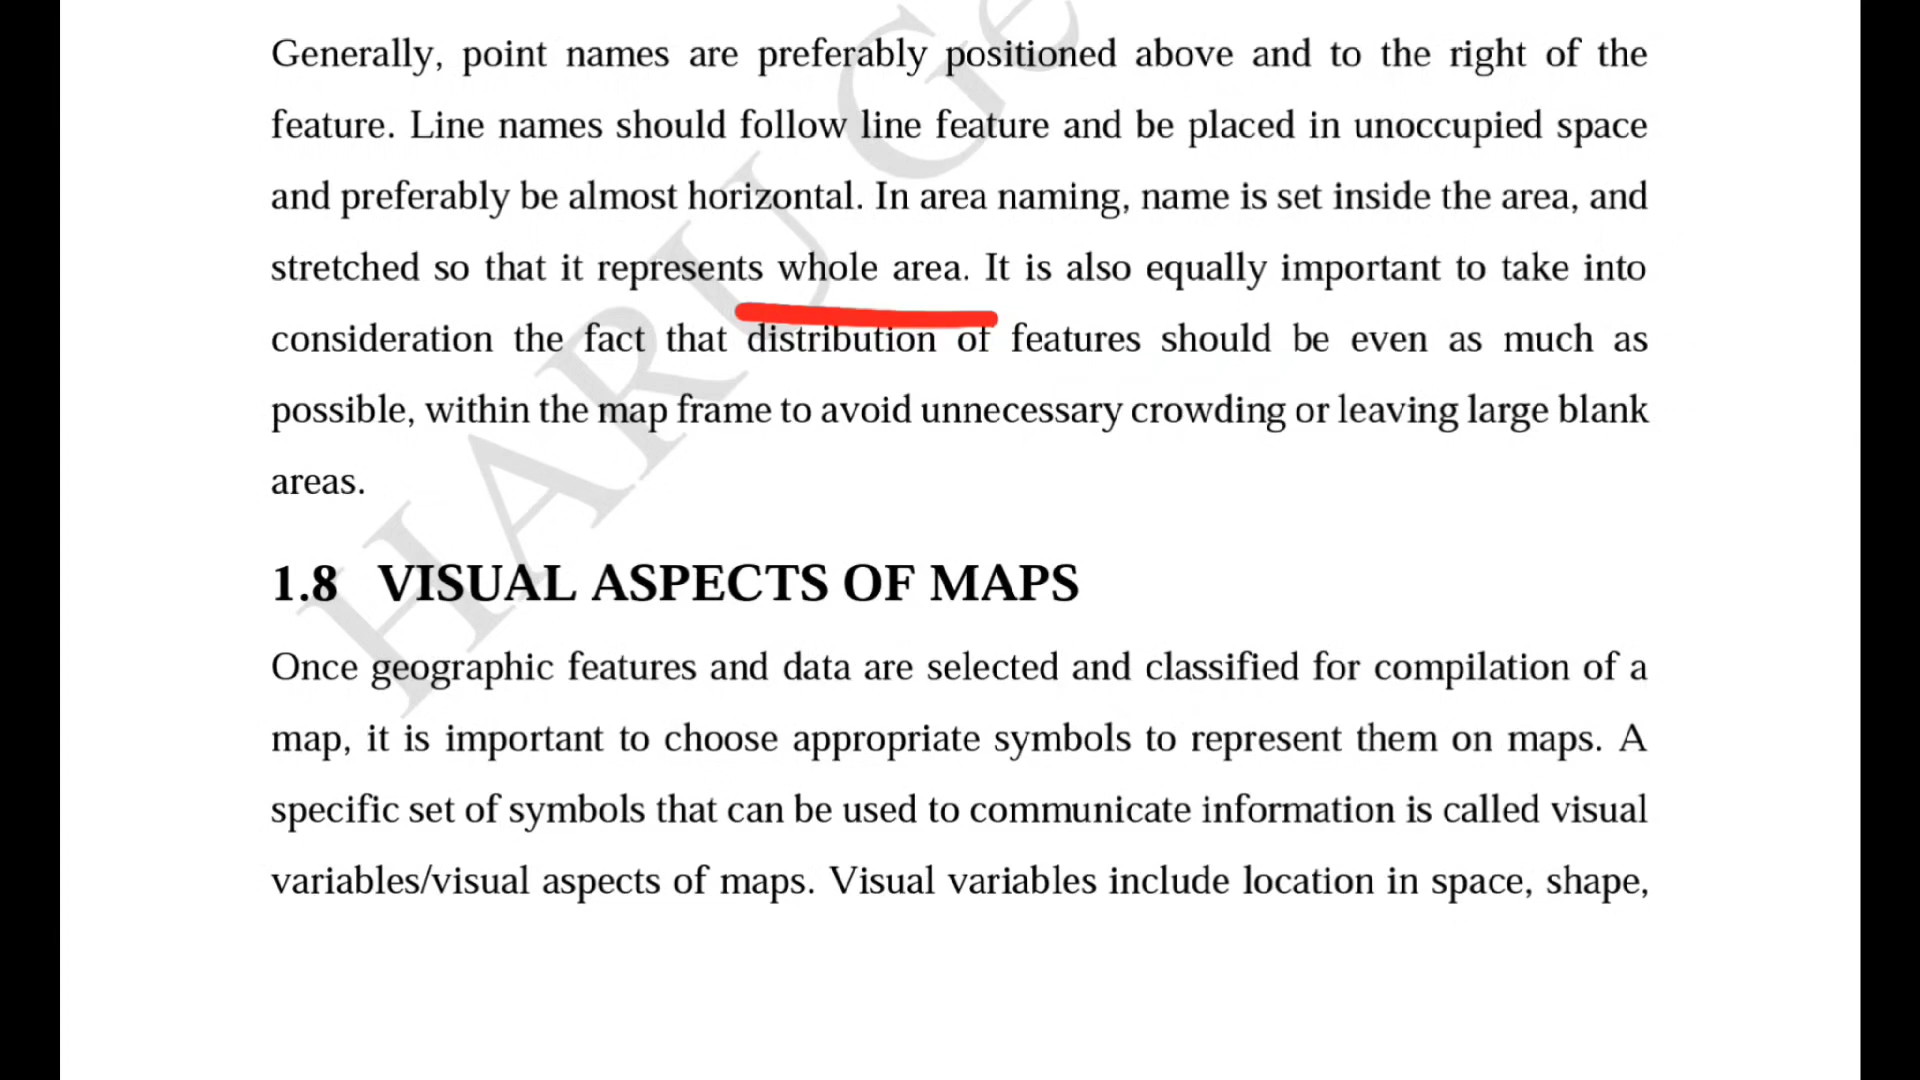 Generally, point names are preferably positioned above and to the right of the
feature. Line names should follow line feature and be placed in unoccupied space
and preferably be almost horizontal. In area naming, name is set inside the area, and
stretched so that it represents whole area. It is also equally important to take into
consideration the fact that distribution of features should be even as much as
possible, within the map frame to avoid unnecessary crowding or leaving large blank
areas.
1.8 VISUAL ASPECTS OF MAPS
Once geographic features and data are selected and classified for compilation of a
map, it is important to choose appropriate symbols to represent them on maps. A
specific set of symbols that can be used to communicate information is called visual
variables/visual aspects of maps. Visual variables include location in space, shape,
HARU Ge